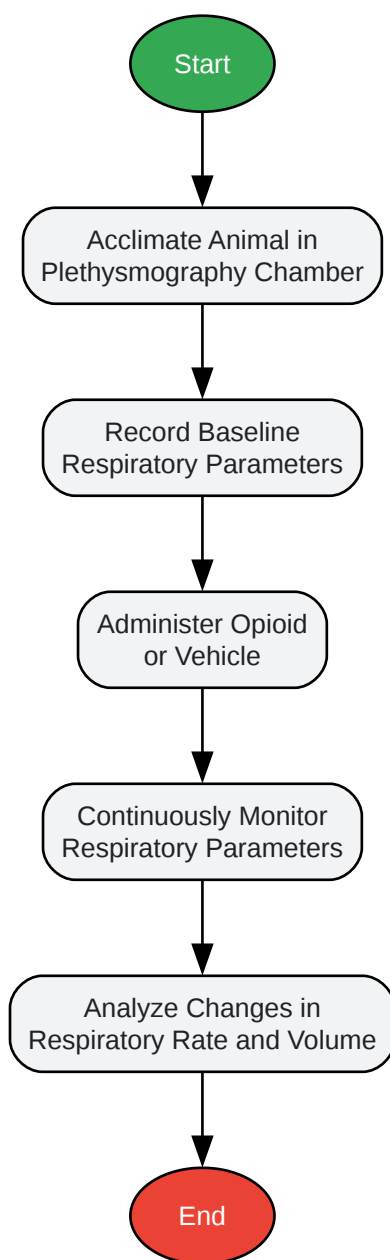 Start
Acclimate Animal in
Plethysmography Chamber
Record Baseline
Respiratory Parameters
Administer Opioid
or Vehicle
Continuously Monitor
Respiratory Parameters
Analyze Changes in
Respiratory Rate and Volume
End